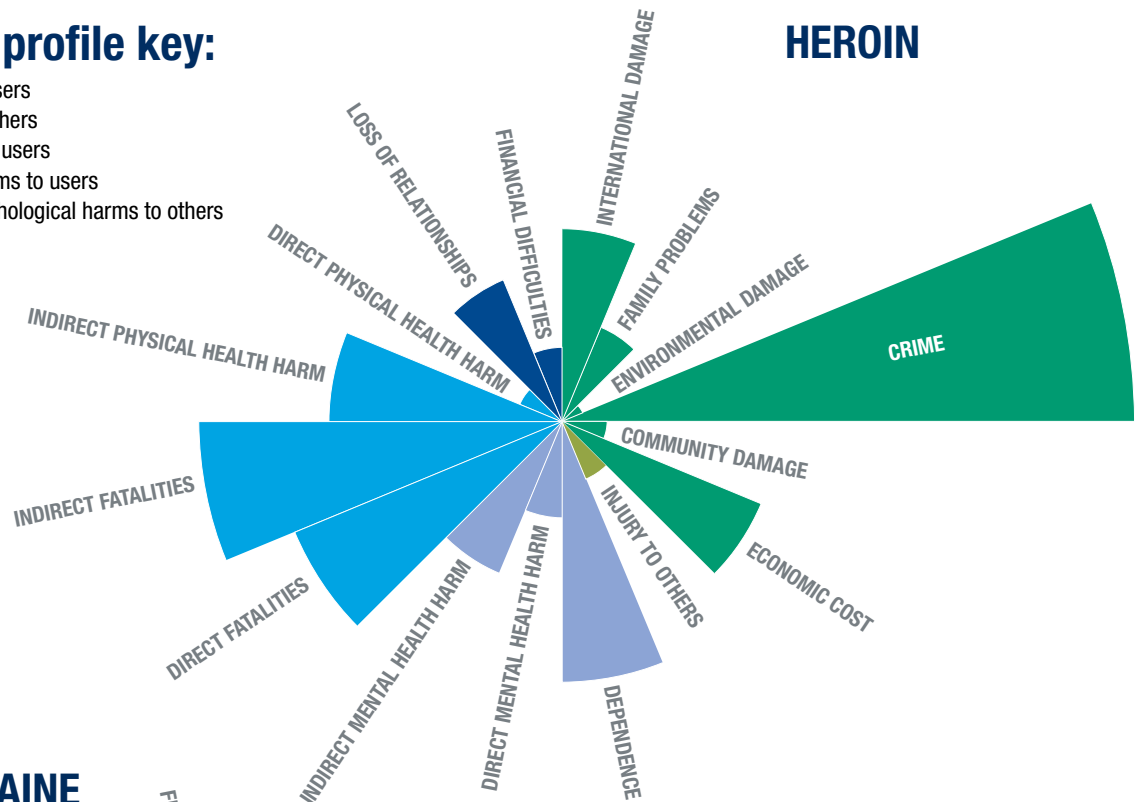 profile key:
HEROIN
users
others
users
ms to users
hological harms to others
INTERNATIONAL DAMAGE
FAMILY PROBLEMS
ENVIRONMENTAL DAMAGE
CRIME
COMMUNITY DAMAGE
ECONOMIC COST
INJURY TO OTHERS
DEPENDENCE
DIRECT MENTAL HEALTH HARM
INDIRECT MENTAL HEALTH HARM
DIRECT FATALITIES
INDIRECT FATALITIES
INDIRECT PHYSICAL HEALTH HARM
DIRECT PHYSICAL HEALTH HARM
LOSS OF RELATIONSHIPS
FINANCIAL DIFFICULTIES
AINE